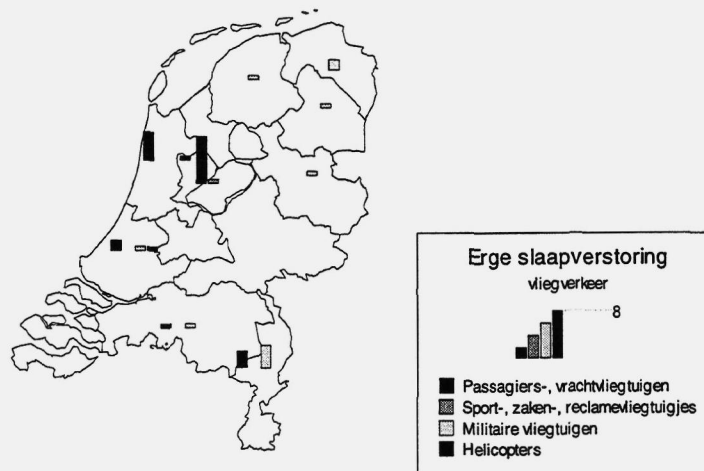 Erge slaapverstoring
vliegverkeer
8
Passagiers-, vrachtvliegtuigen
Sport-, zaken-, reclamevliegtuigjes
Militaire vliegtuigen
Helicopters